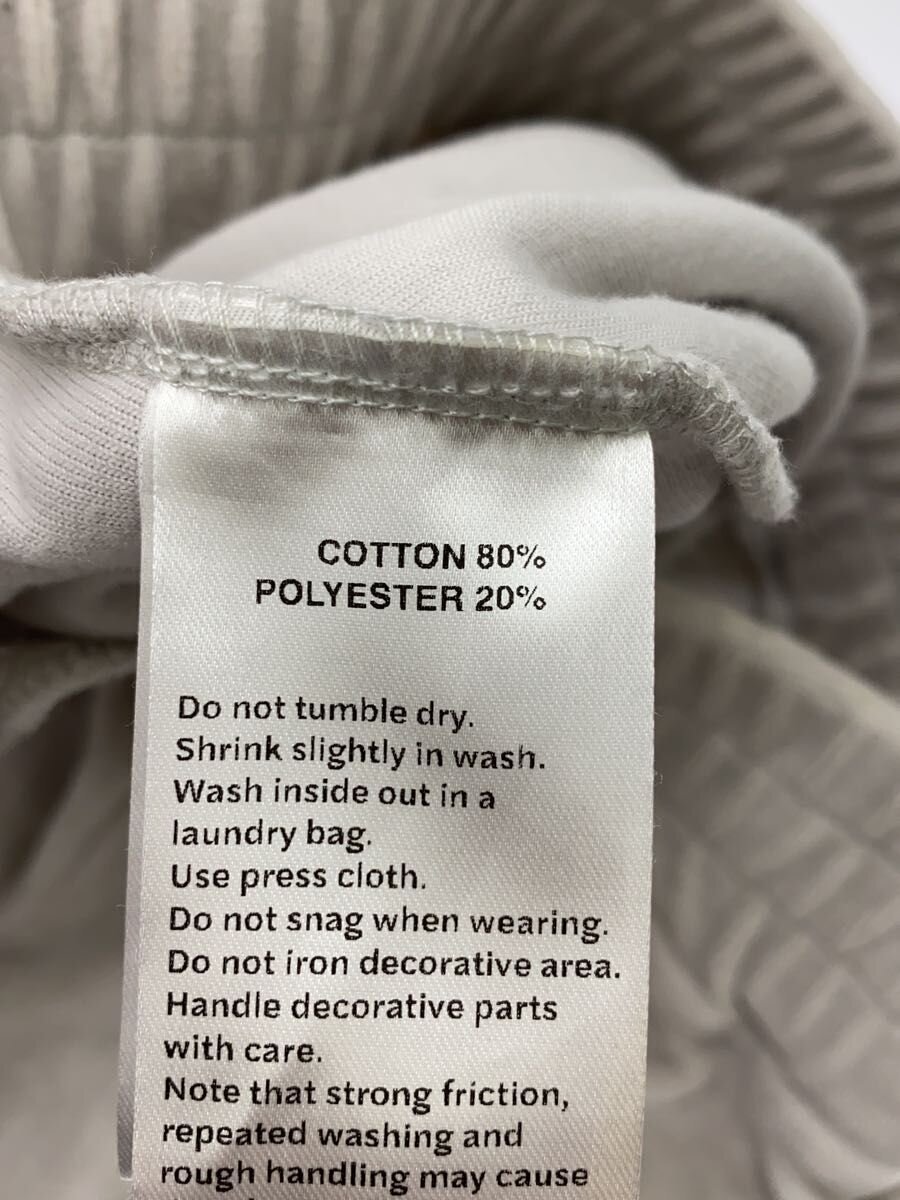 COTTON 80%
POLYESTER 20%
Do not tumble dry.
Shrink slightly in wash.
Wash inside out in a
laundry bag.
Use press cloth.
Do not snag when wearing.
Do not iron decorative area.
Handle decorative parts
with care.
Note that strong friction,
repeated washing and
rough handling may cause